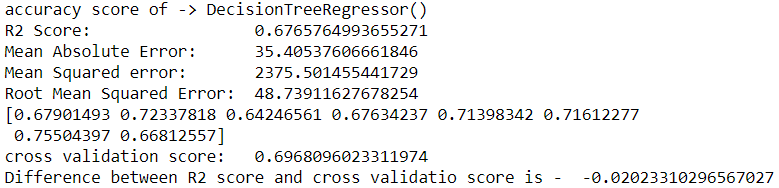 accuracy score of -> DecisionTreeRegressor()
R2 Score: 0.6765764993655271
Mean Absolute Error: 35.40537606661846
Mean Squared error: 2375.501455441729
Root Mean Squared Error: 48.73911627678254
[0.67901493 0.72337818 0.64246561 0.67634237 0.71398342 0.71612277
0.75504397 0.66812557]
cross validation score: 0.6968096023311974
Difference between R2 score and cross validatio score is - -0.02023310296567027